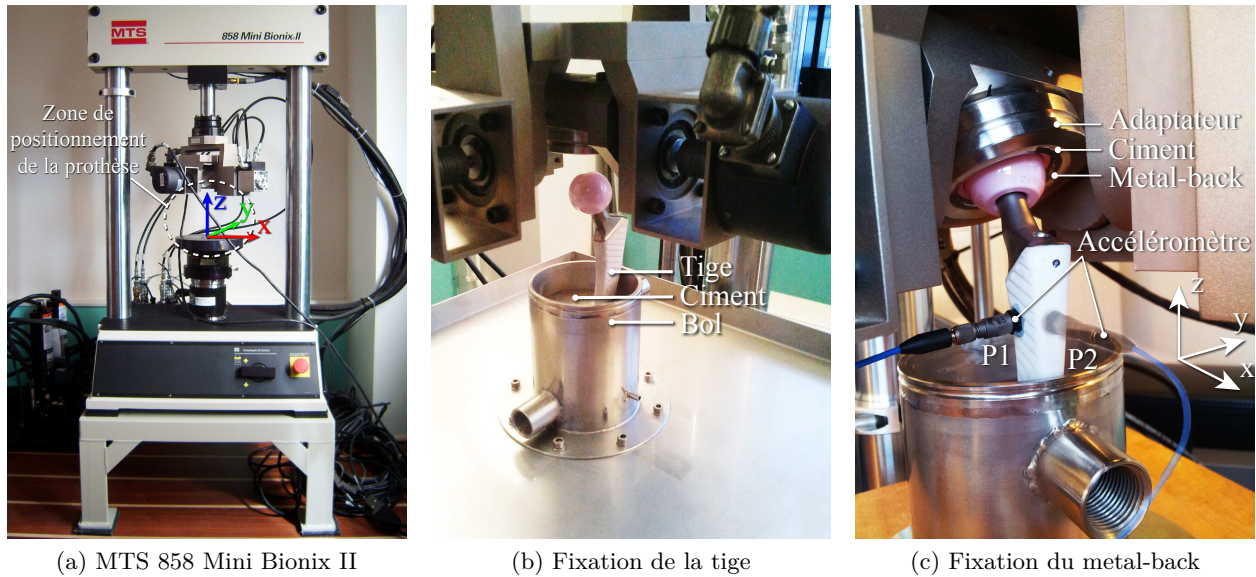 MTS
858 Mini Bionix II
Zone de
positionnement
de la prothèse
z
y
x
(a) MTS 858 Mini Bionix II
Tige
Ciment
Bol
(b) Fixation de la tige
Adaptateur
Ciment
Metal-back
Accéléromètre
P1
P2
z
y
x
(c) Fixation du metal-back